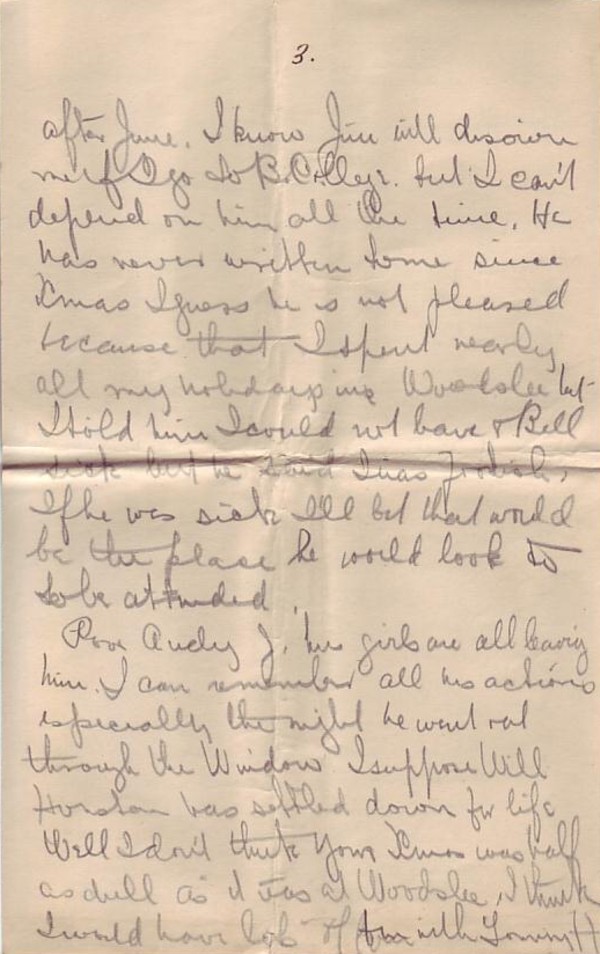 3.
after June. I know Jim will disown
me if I go to B. College. but I can't
depend on him all the time. He
has never written to me since
Xmas I guess he is not pleased
because that I spent nearly
all my holidays in Woodslee but
I told him I could not leave Bell
sick but he said I was foolish,
If he was sick I'll bet that would
be the place he would look to
to be attended.
Poor Andy J, his girls are all leaving
him. I can remember all his actions
especially the night he went out
through the Window I suppose Will
has settled down for life
Well I don't think your Xmas was half
as dull as it was at Woodslee, I think
I would have lots of fun with